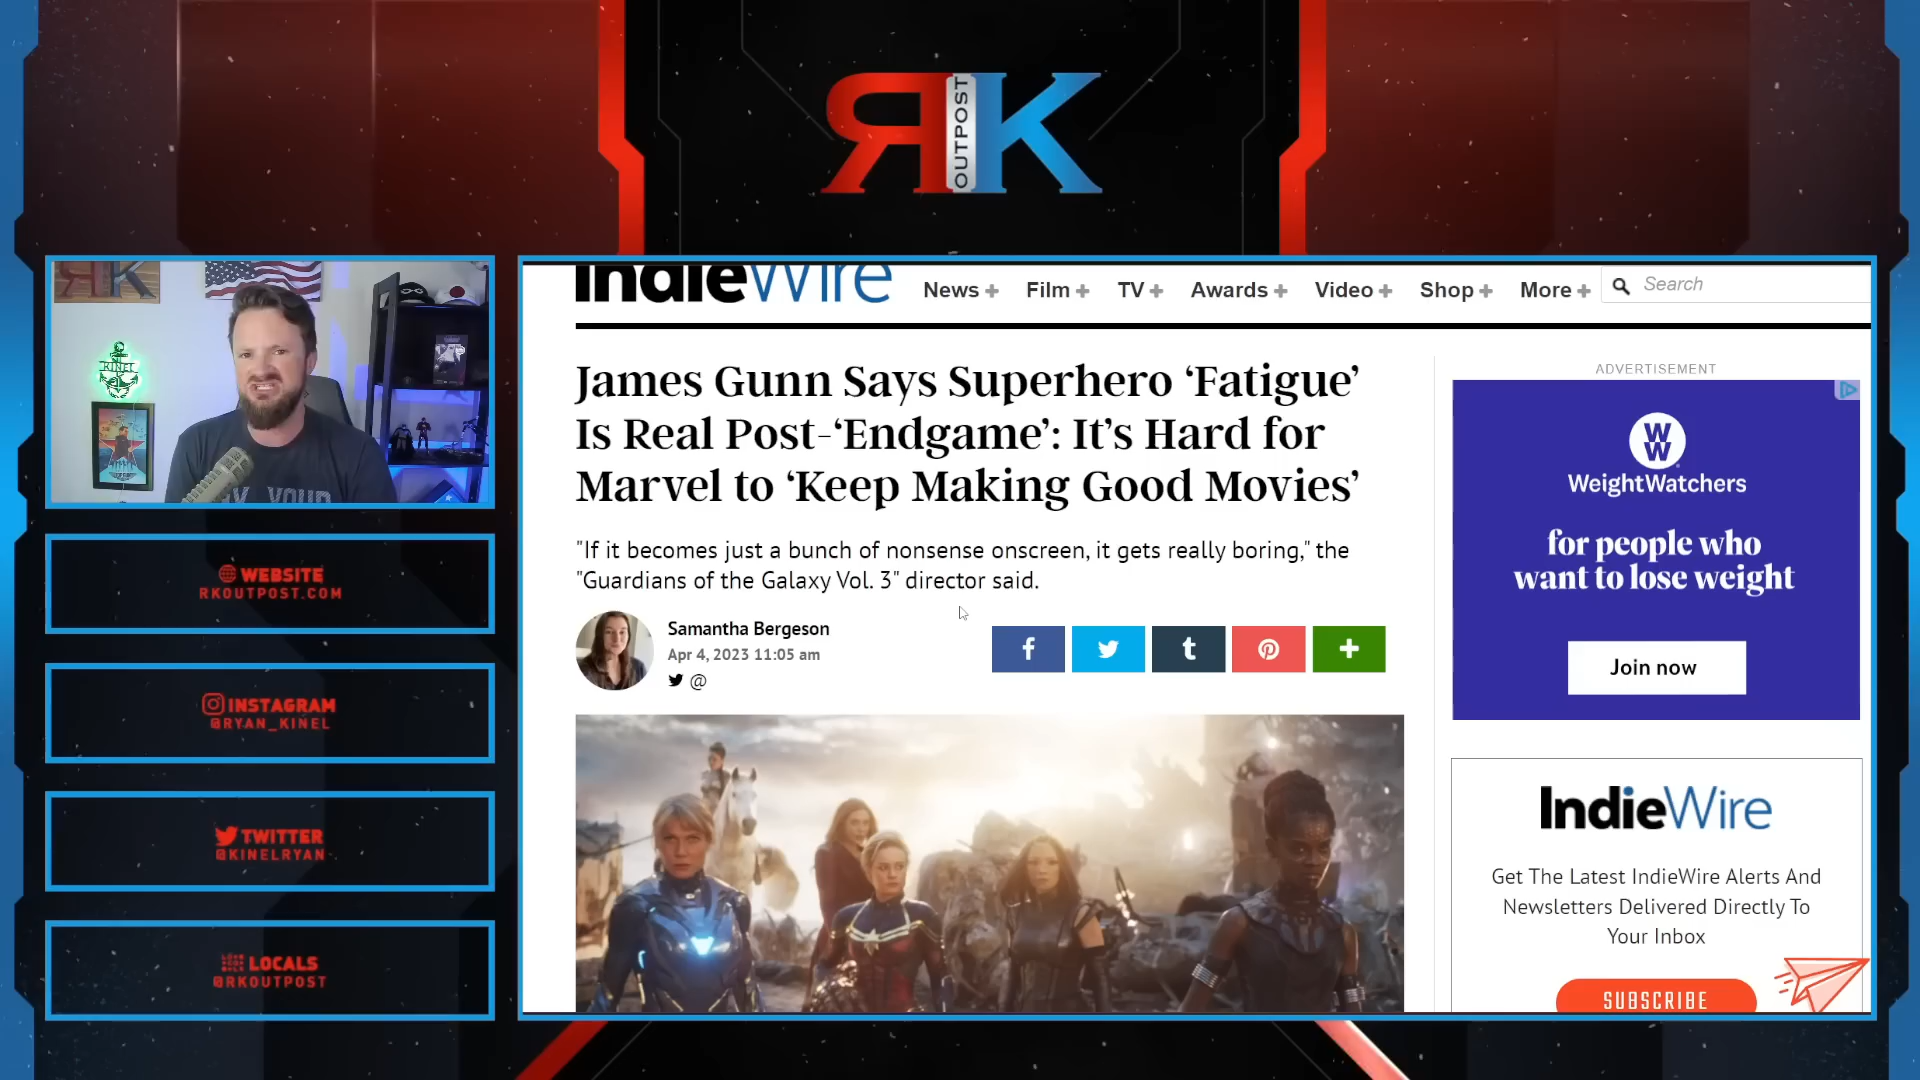 RK
OUTPOST
RK
KINEL
YOUR
WEBSITE
RKOUTPOST.COM
INSTAGRAM
@RYAN_KINEL
TWITTER
@KINELRYAN
LOCALS
@RKOUTPOST
IndieWire
News +
Film +
TV +
Awards +
Video +
Shop +
More +
Search
James Gunn Says Superhero ‘Fatigue’
Is Real Post-‘Endgame’: It’s Hard for
Marvel to ‘Keep Making Good Movies’
"If it becomes just a bunch of nonsense onscreen, it gets really boring," the
"Guardians of the Galaxy Vol. 3" director said.
Samantha Bergeson
Apr 4, 2023 11:05 am
@
f
t
+
ADVERTISEMENT
W
W
WeightWatchers
for people who
want to lose weight
Join now
IndieWire
Get The Latest IndieWire Alerts And
Newsletters Delivered Directly To
Your Inbox
SUBSCRIBE